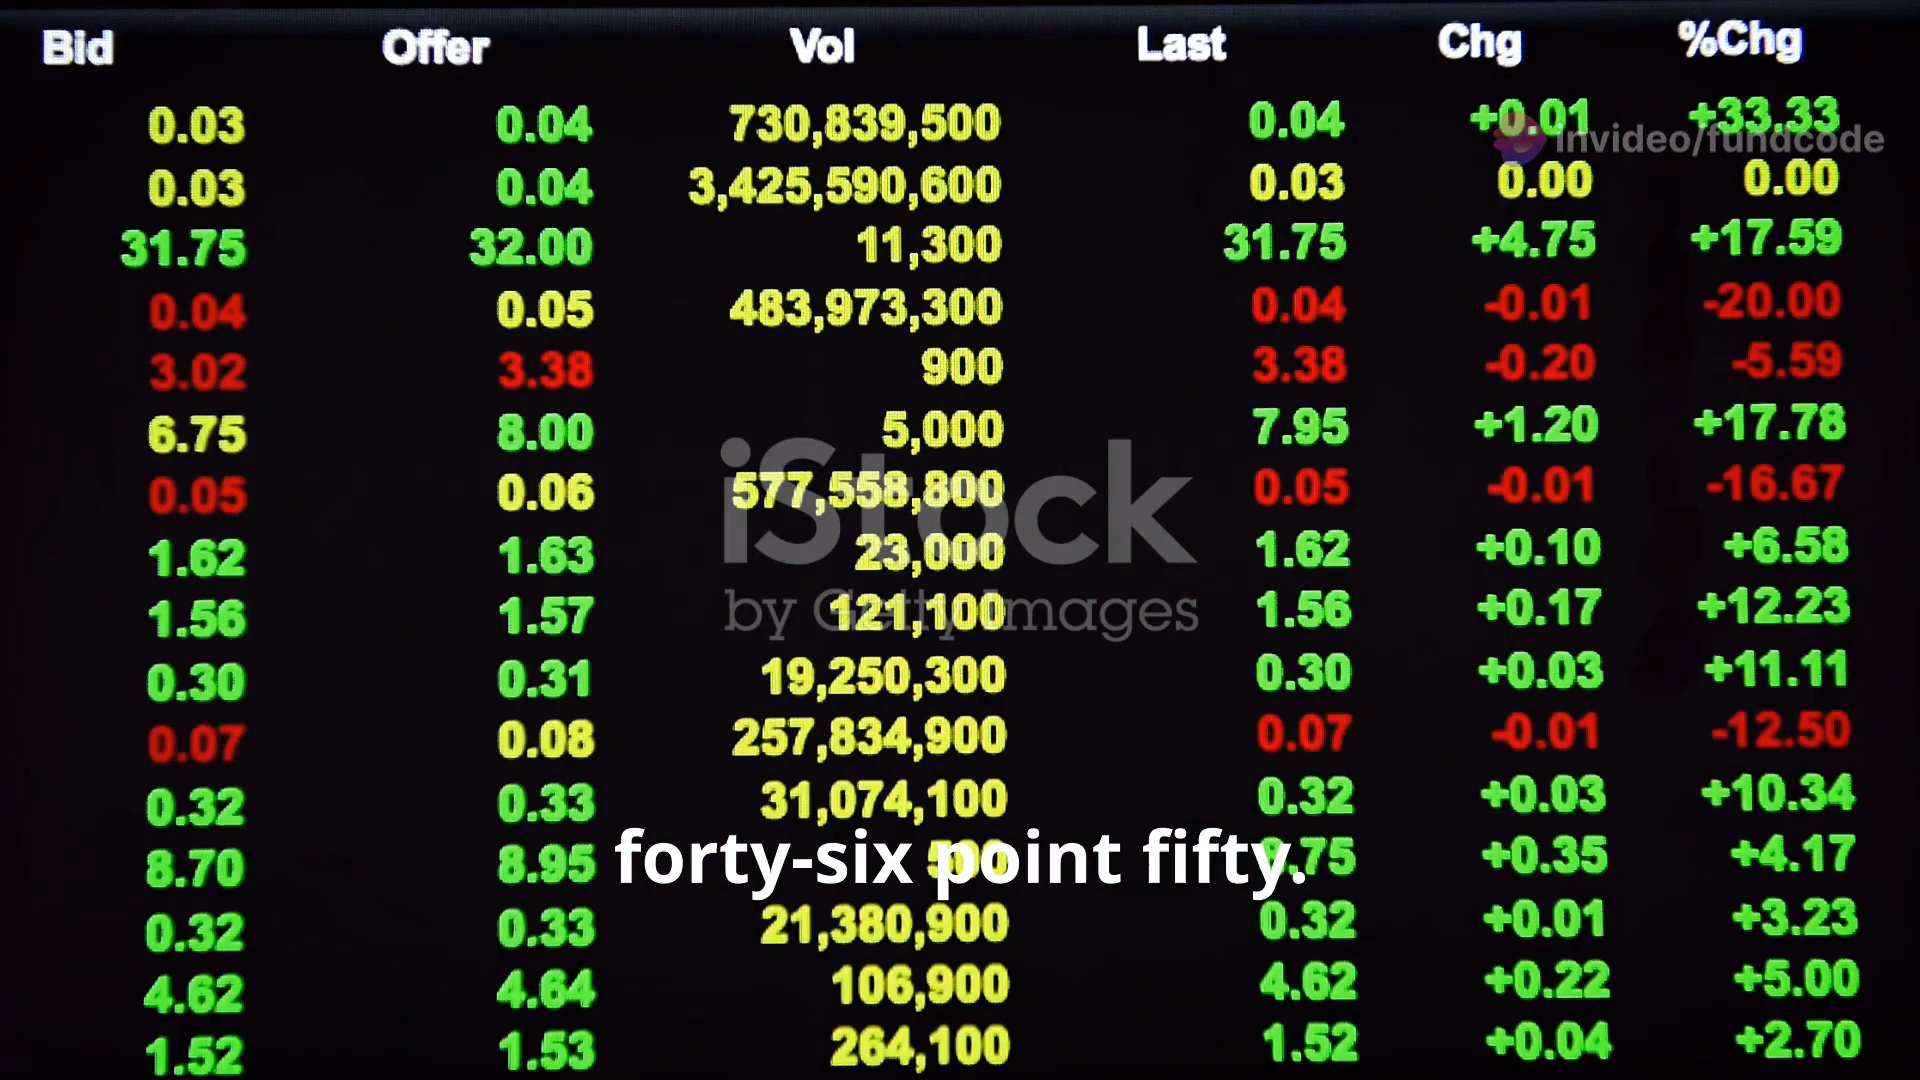 Bid Offer Vol Last Chg %Chg
0.03 0.04 730,839,500 0.04 +0.01 +33.33
invideo/fundcode
0.03 0.04 3,425,590,600 0.03 0.00 0.00
31.75 32.00 11,300 31.75 +4.75 +17.59
0.04 0.05 483,973,300 0.04 -0.01 -20.00
3.02 3.38 900 3.38 -0.20 -5.59
6.75 8.00 5,000 7.95 +1.20 +17.78
0.05 0.06 577,558,800 0.05 -0.01 -16.67
iStock
1.62 1.63 23,000 1.62 +0.10 +6.58
by Getty Images
1.56 1.57 121,100 1.56 +0.17 +12.23
0.30 0.31 19,250,300 0.30 +0.03 +11.11
0.07 0.08 257,834,900 0.07 -0.01 -12.50
0.32 0.33 31,074,100 0.32 +0.03 +10.34
8.70 8.95 500 8.75 +0.35 +4.17
forty-six point fifty.
0.32 0.33 21,380,900 0.32 +0.01 +3.23
4.62 4.64 106,900 4.62 +0.22 +5.00
1.52 1.53 264,100 1.52 +0.04 +2.70